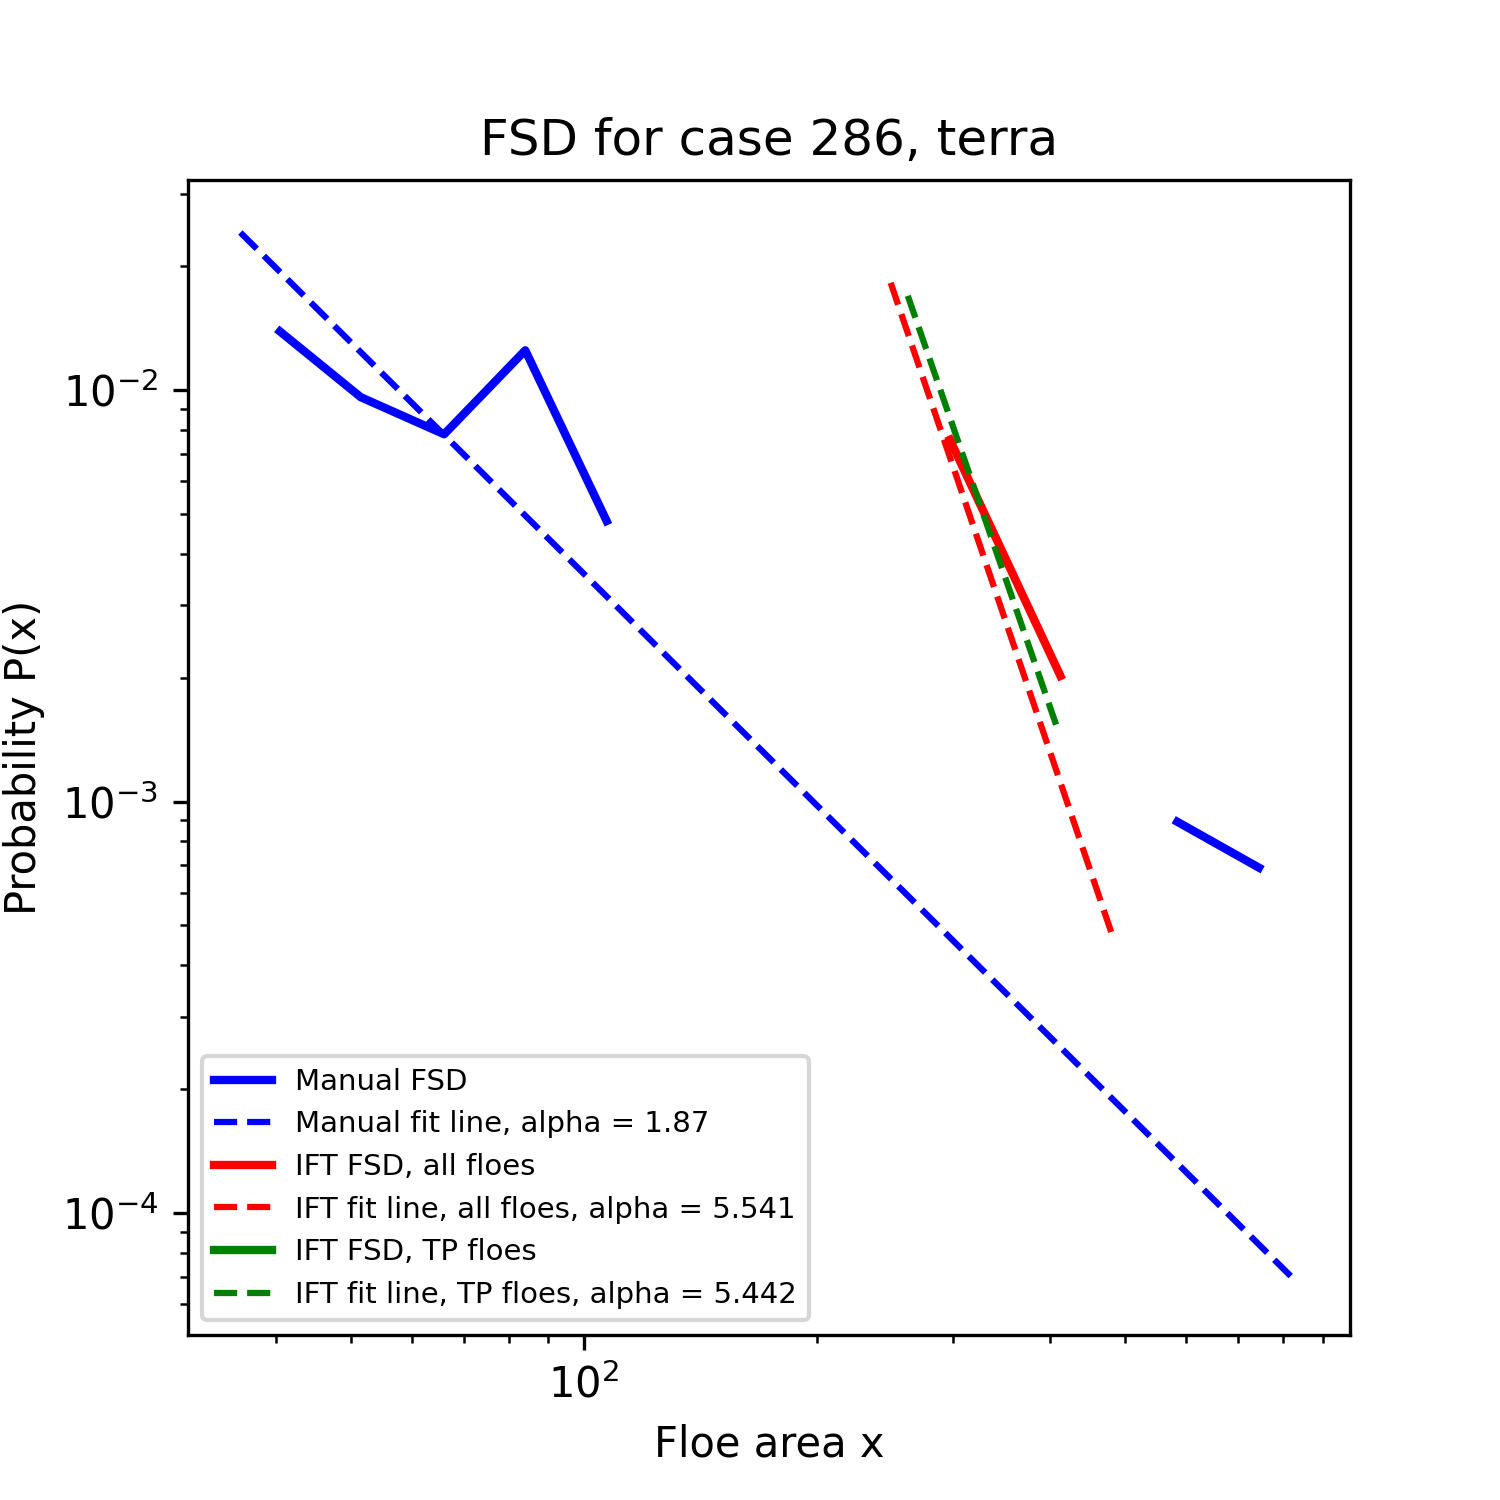 FSD for case 286, terra
Probability P(x)
10⁻²
10⁻³
10⁻⁴
Manual FSD
Manual fit line, alpha = 1.87
IFT FSD, all floes
IFT fit line, all floes, alpha = 5.541
IFT FSD, TP floes
IFT fit line, TP floes, alpha = 5.442
10²
Floe area x